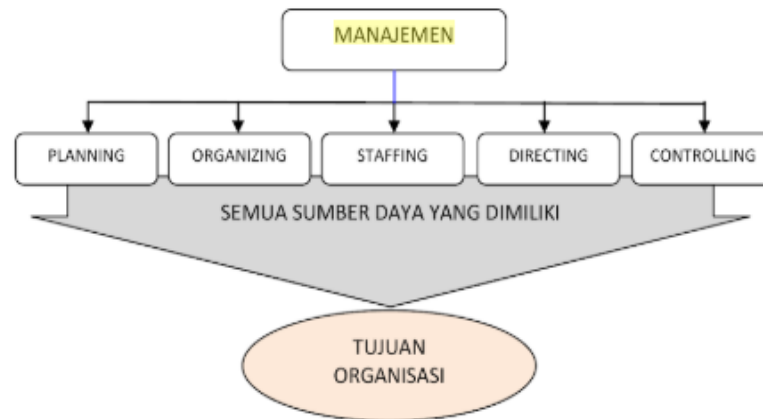 MANAJEMEN
PLANNING
ORGANIZING
STAFFING
DIRECTING
CONTROLLING
SEMUA SUMBER DAYA YANG DIMILIKI
TUJUAN
ORGANISASI